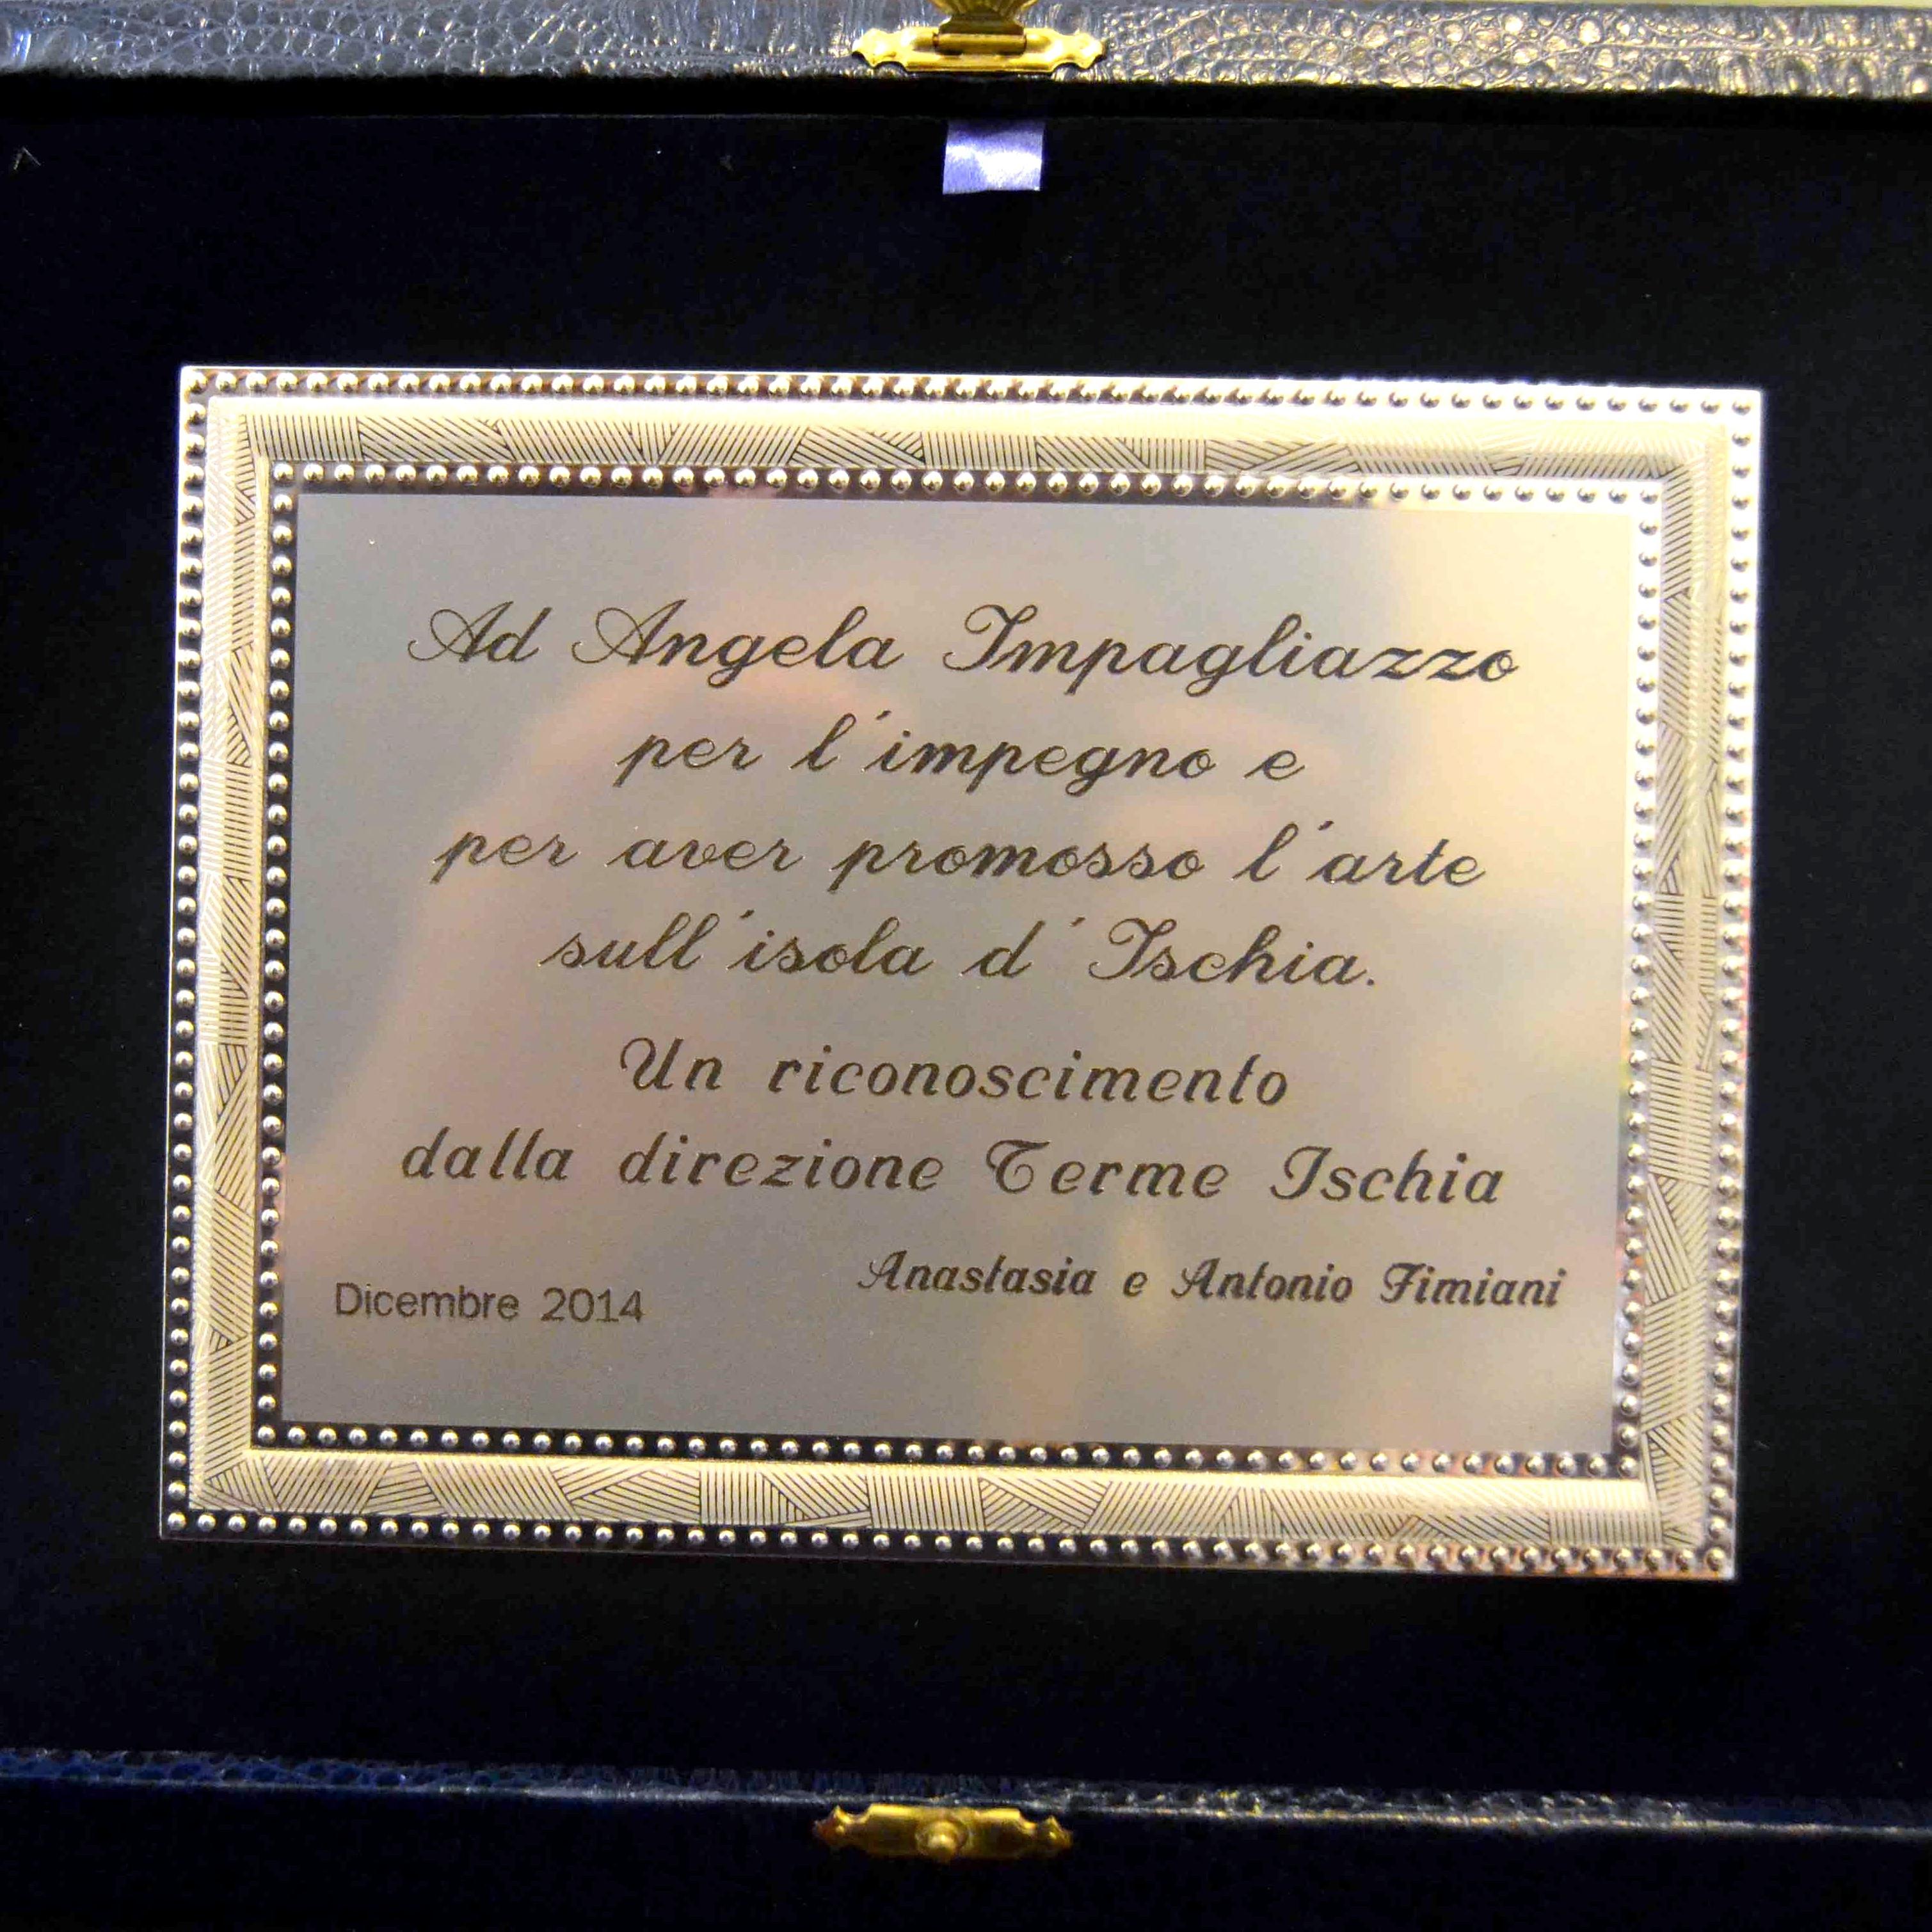 Ad Angela Impagliazzo
per l'impegno e
per aver promosso l'arte
sull'isola d' Ischia.
Un riconoscimento
dalla direzione Terme Ischia
Anastasia e Antonio Fimiani
Dicembre 2014